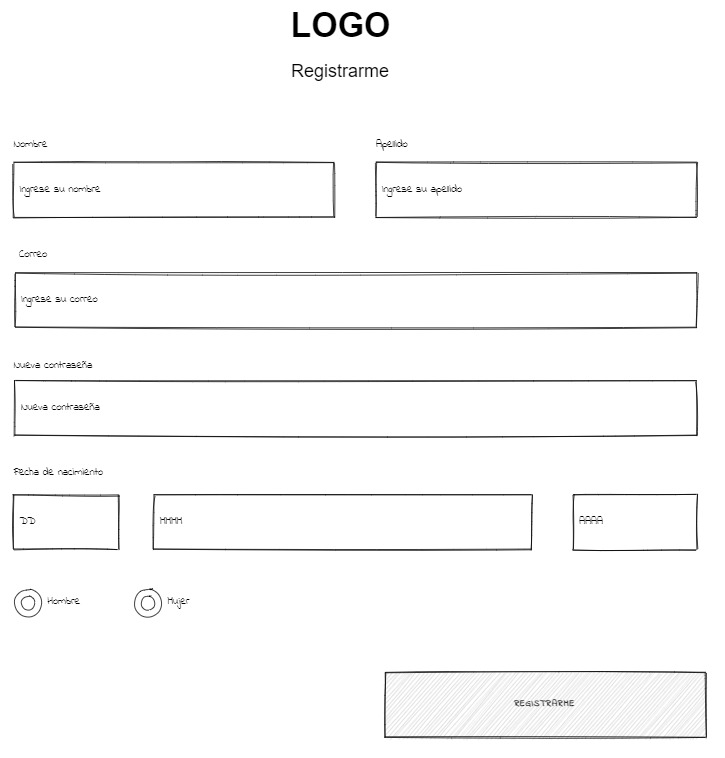 LOGO
Registrarme
Nombre
Apellido
Ingrese su nombre
Ingrese su apellido
Correo
Ingrese su correo
Nueva contraseña
Nueva contraseña
Fecha de nacimiento
DD
MMMM
AAAA
Hombre
Mujer
REGISTRARME